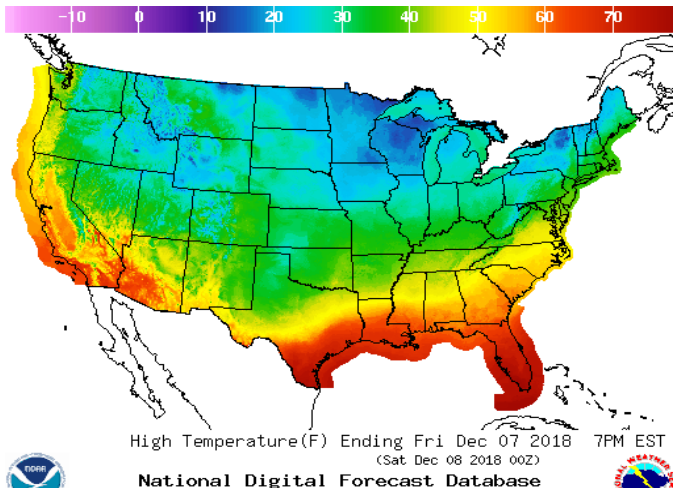 -10 0 10 20 30 40 50 60 70
High Temperature(F) Ending Fri Dec 07 2018 7PM EST
(Sat Dec 08 2018 00Z)
National Digital Forecast Database
NOAA